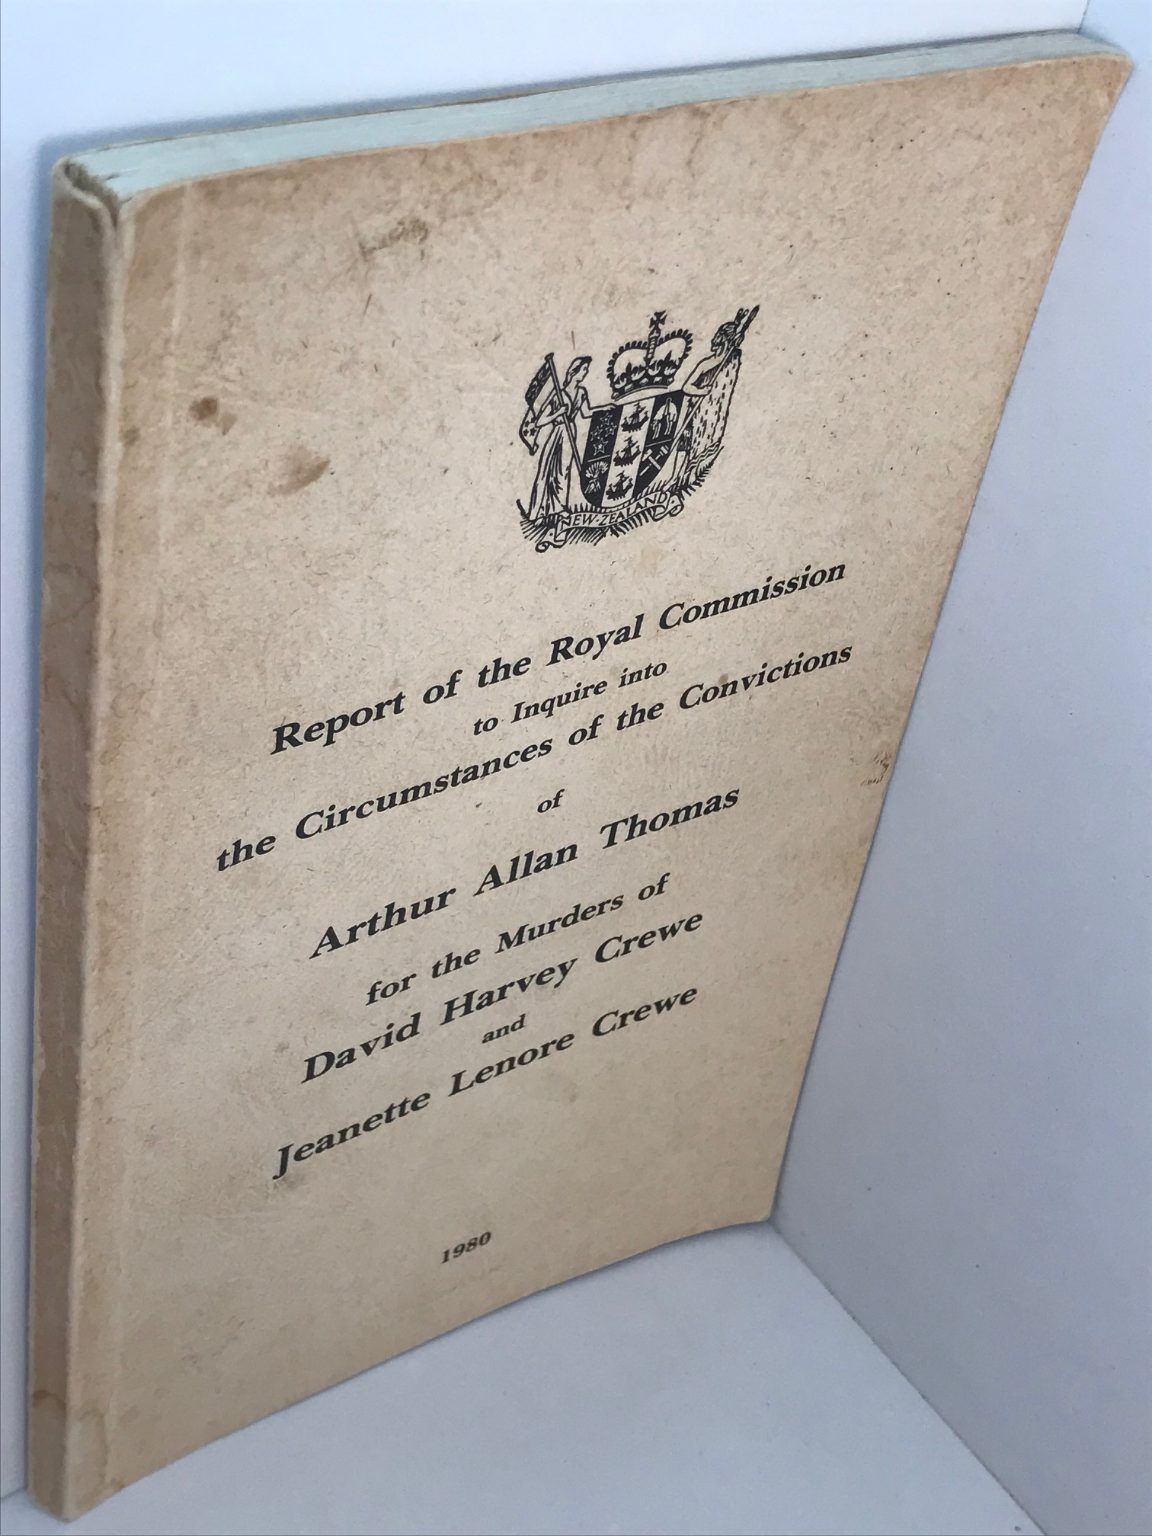 NEW ZEALAND
Report of the Royal Commission
to Inquire into
the Circumstances of the Convictions
of
Arthur Allan Thomas
for the Murders of
David Harvey Crewe
and
Jeanette Lenore Crewe
1980